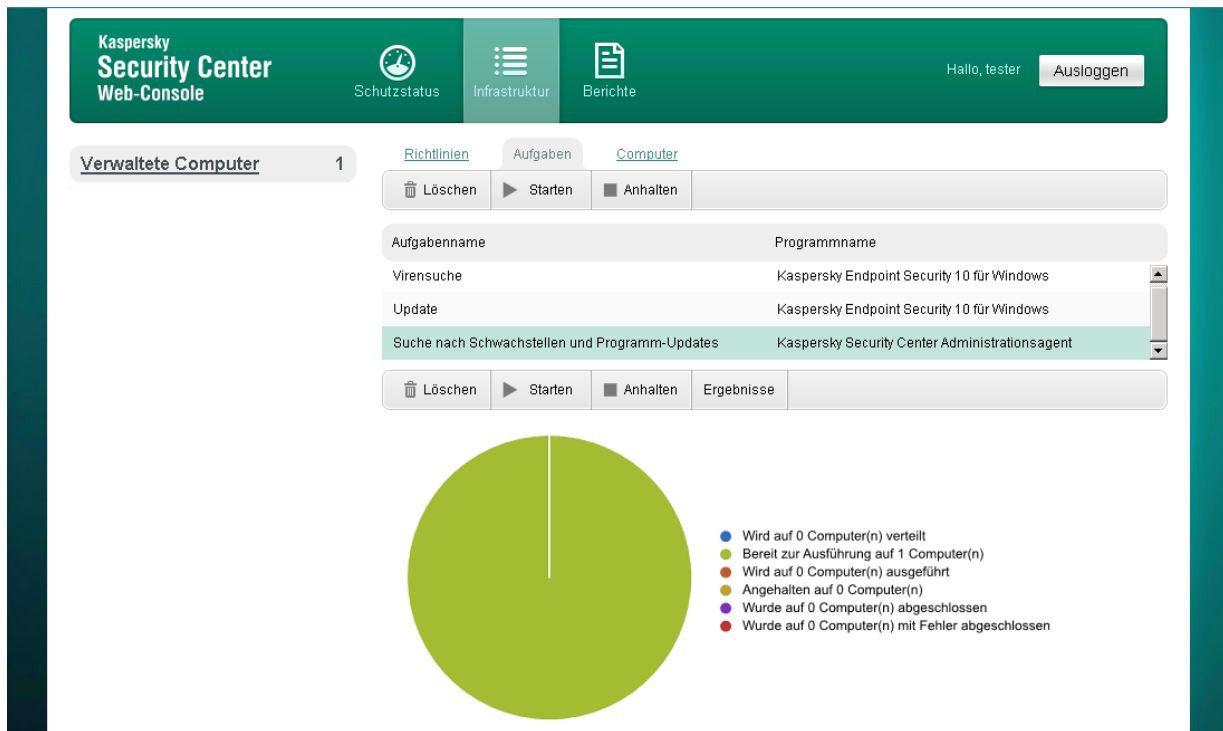 Kaspersky
Security Center
Web-Console
Schutzstatus
Infrastruktur
Berichte
Hallo, tester
Ausloggen
Verwaltete Computer 1
Richtlinien Aufgaben Computer
Löschen Starten Anhalten
Aufgabenname Programmname
Virensuche Kaspersky Endpoint Security 10 für Windows
Update Kaspersky Endpoint Security 10 für Windows
Suche nach Schwachstellen und Programm-Updates Kaspersky Security Center Administrationsagent
Löschen Starten Anhalten Ergebnisse
Wird auf 0 Computer(n) verteilt
Bereit zur Ausführung auf 1 Computer(n)
Wird auf 0 Computer(n) ausgeführt
Angehalten auf 0 Computer(n)
Wurde auf 0 Computer(n) abgeschlossen
Wurde auf 0 Computer(n) mit Fehler abgeschlossen